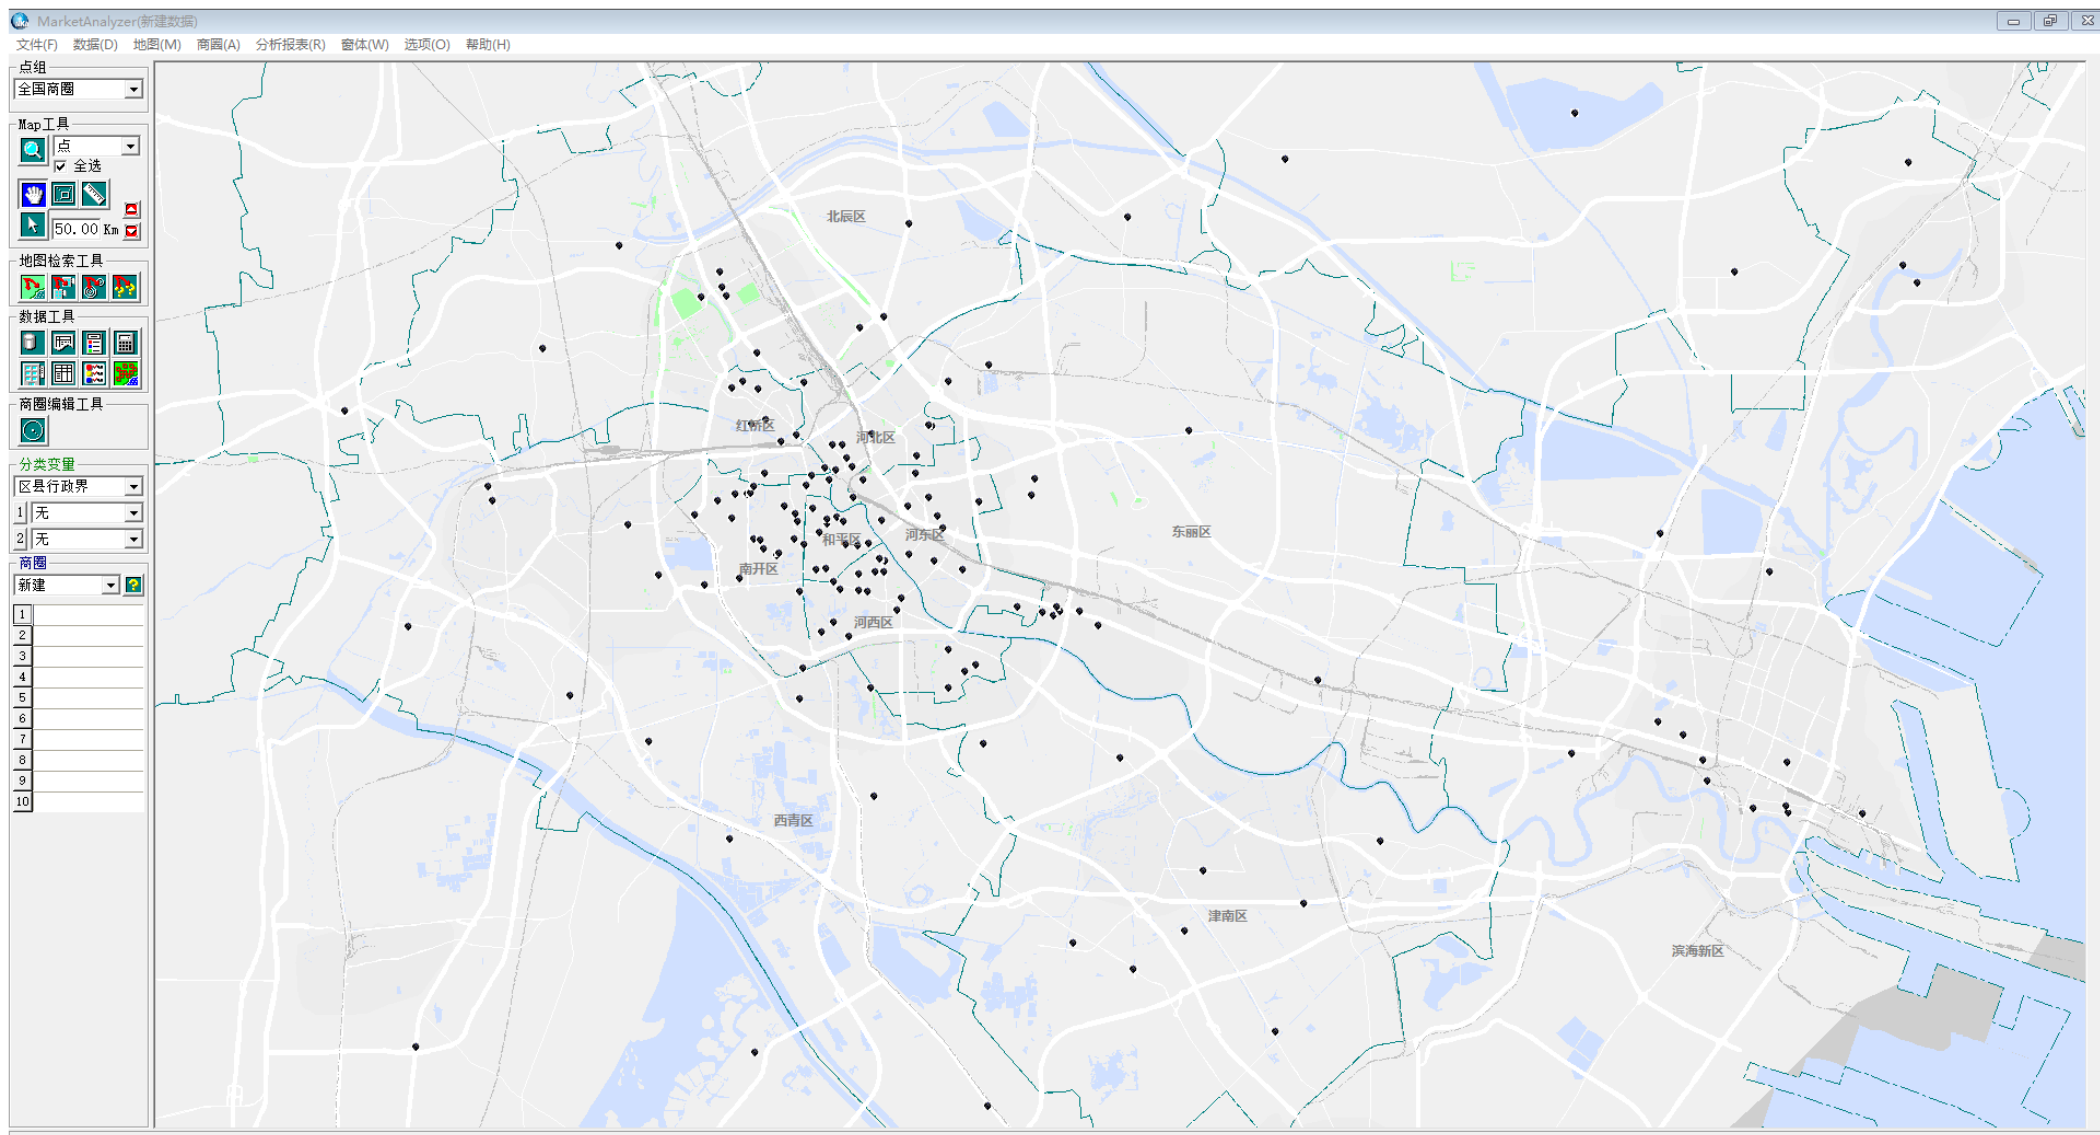 MarketAnalyzer(新建数据)
文件(F) 数据(D) 地图(M) 商圈(A) 分析报表(R) 窗体(W) 选项(O) 帮助(H)
点组
全国商圈
Map工具
点
全选
50.00 Km
地图检索工具
数据工具
商圈编辑工具
分类变量
区县行政界
1 无
2 无
商圈
新建
1
2
3
4
5
6
7
8
9
10
北辰区
红桥区
河北区
东丽区
河东区
和平区
南开区
河西区
西青区
津南区
滨海新区